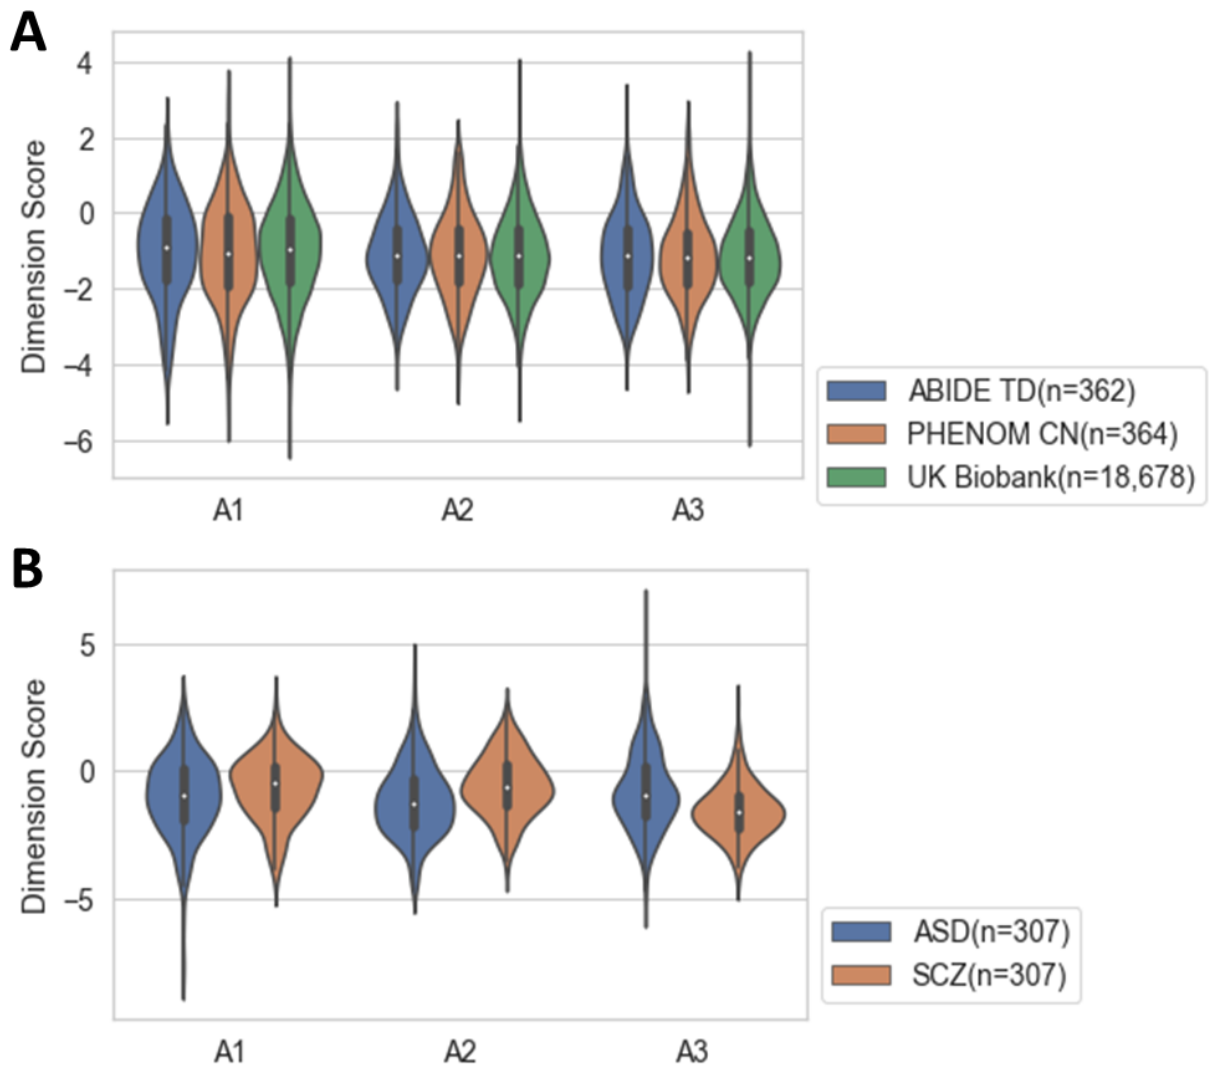 A
Dimension Score
4
2
0
−2
−4
−6
A1 A2 A3
ABIDE TD(n=362)
PHENOM CN(n=364)
UK Biobank(n=18,678)
B
Dimension Score
5
0
−5
A1 A2 A3
ASD(n=307)
SCZ(n=307)